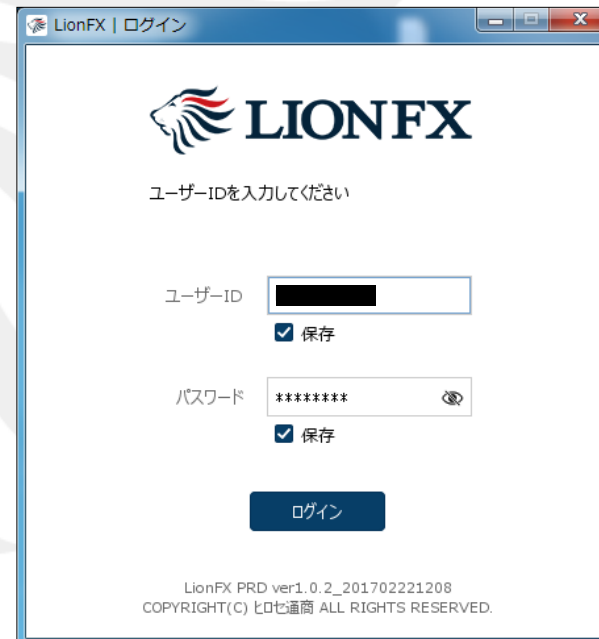 LionFX | ログイン
LION FX
ユーザーIDを入力してください
ユーザーID
保存
パスワード ********
保存
ログイン
LionFX PRD ver1.0.2_201702221208
COPYRIGHT(C) ヒロセ通商 ALL RIGHTS RESERVED.